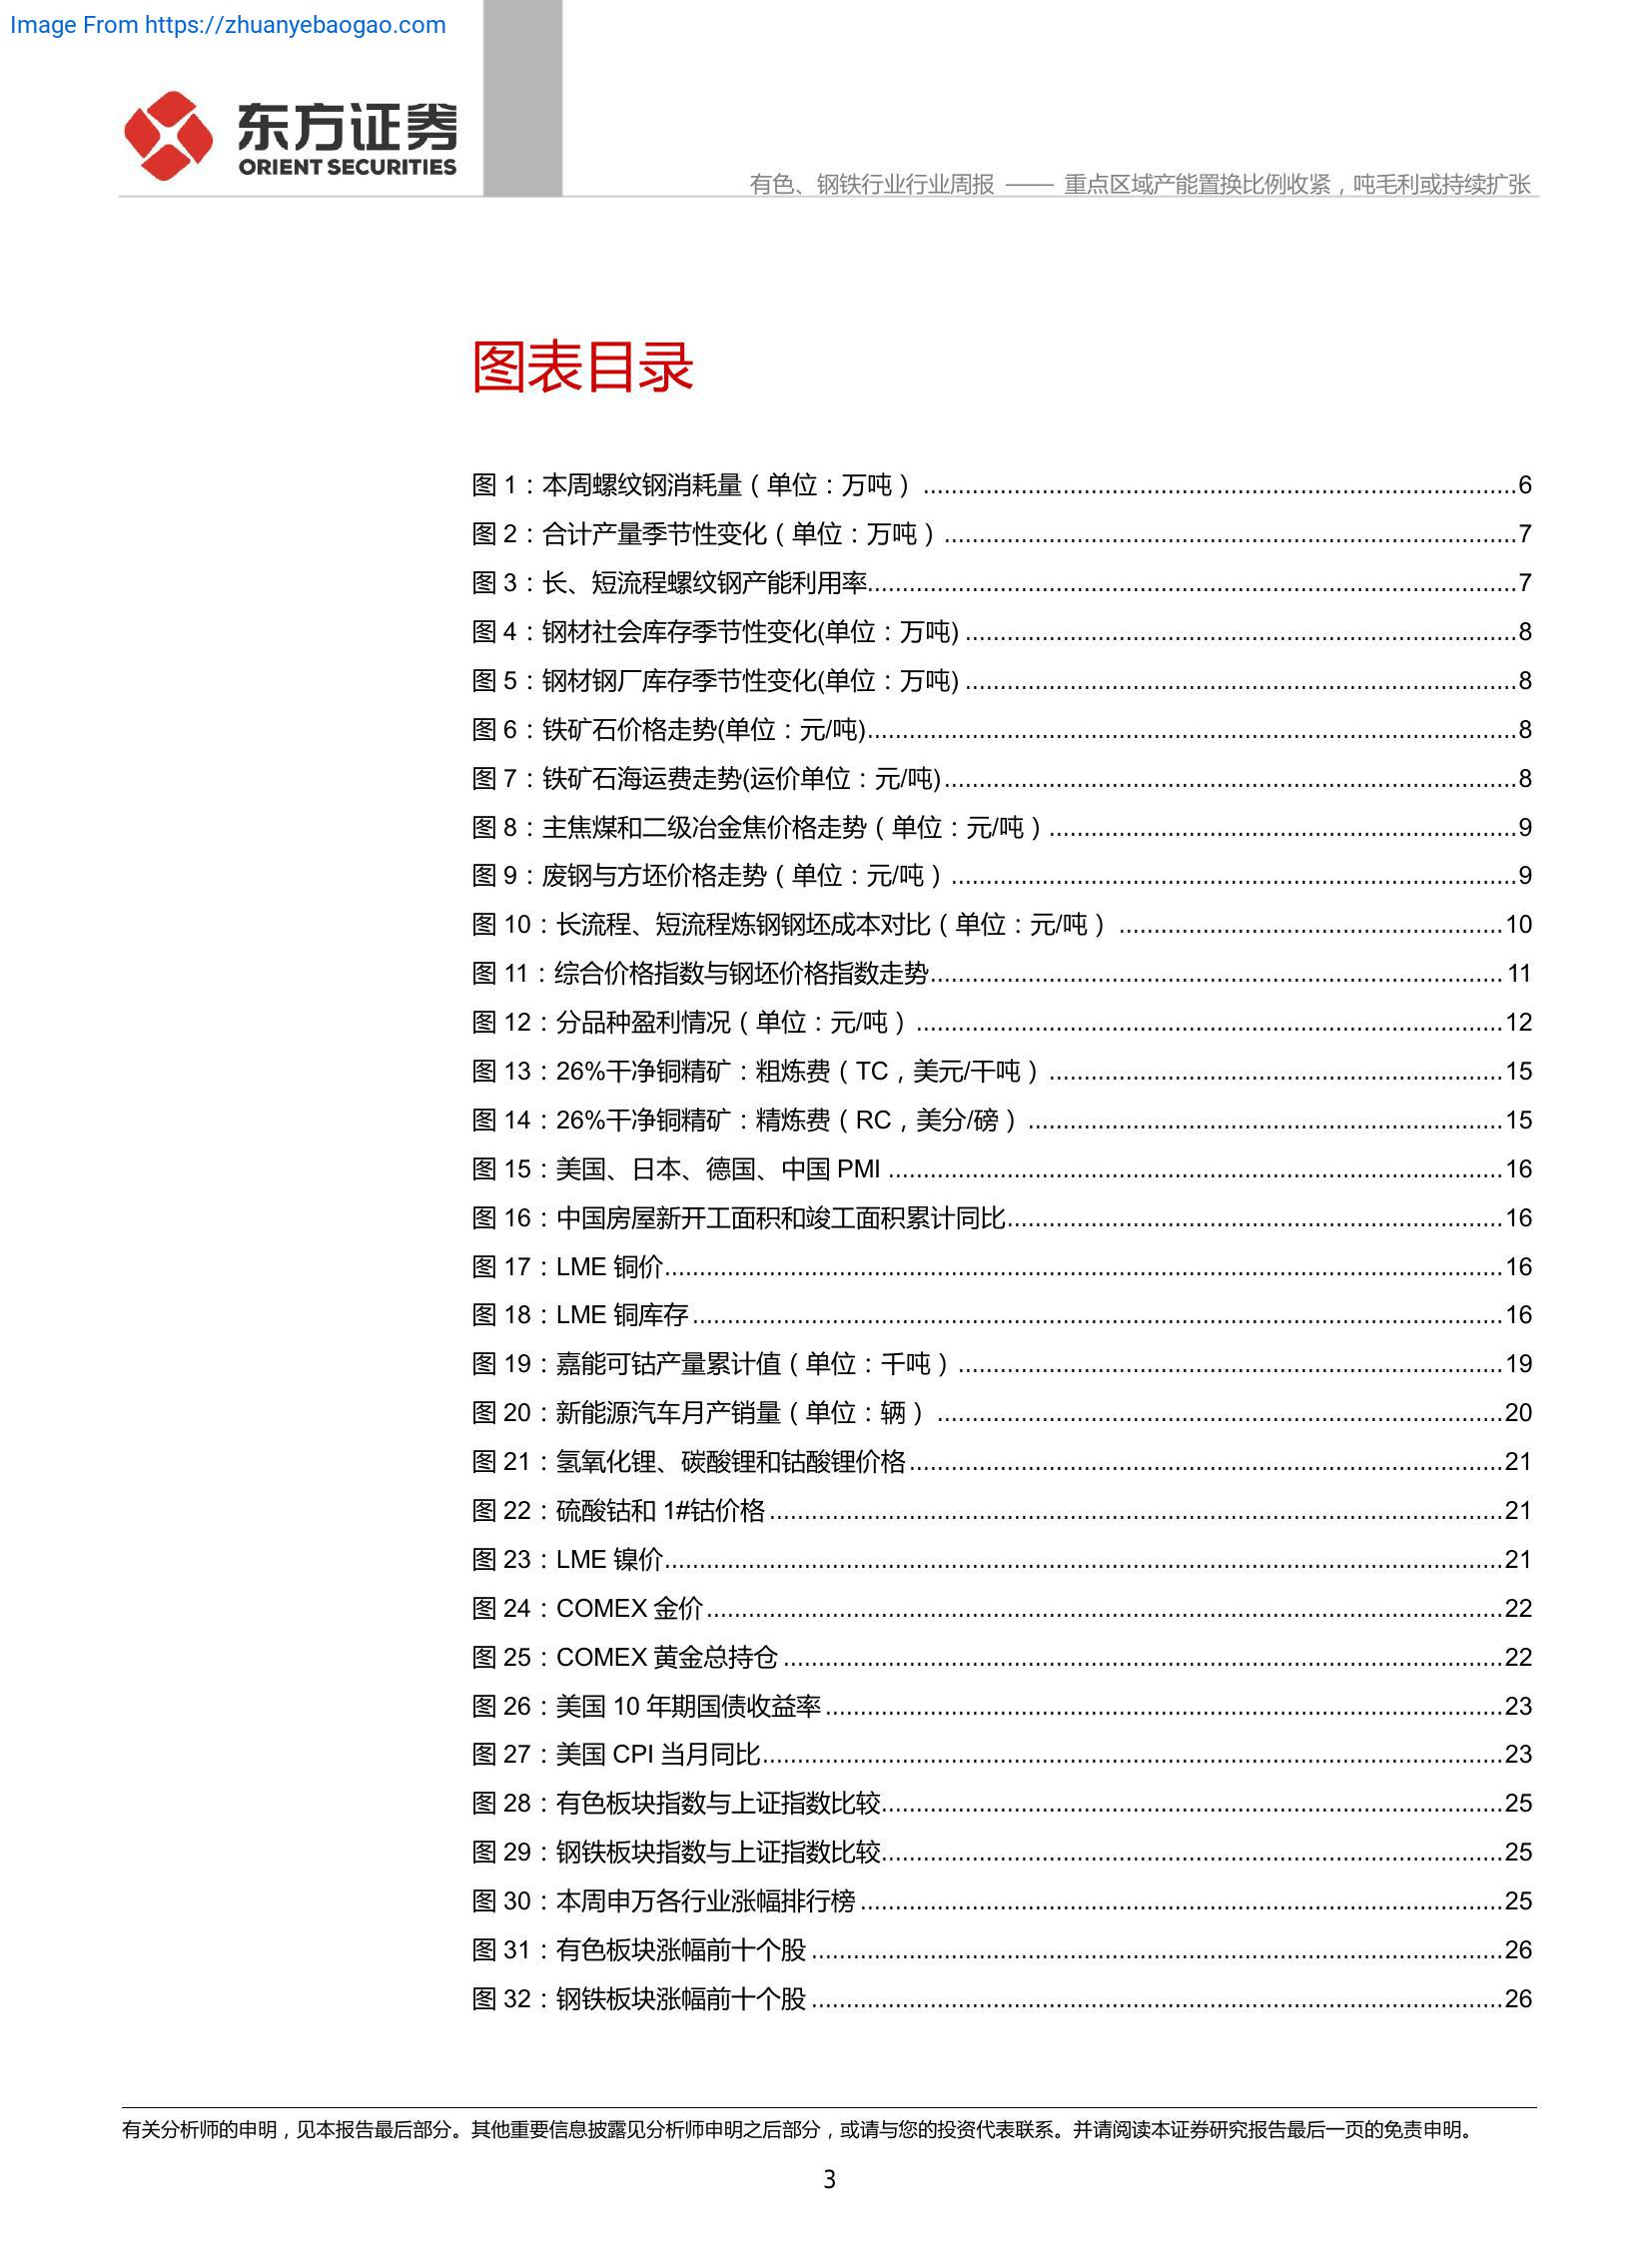 Image From https://zhuanyebaogao.com
东方证券
ORIENT SECURITIES
有色、钢铁行业行业周报 —— 重点区域产能置换比例收紧，吨毛利或持续扩张
图表目录
图 1：本周螺纹钢消耗量（单位：万吨）........................................6
图 2：合计产量季节性变化（单位：万吨）........................................7
图 3：长、短流程螺纹钢产能利用率........................................7
图 4：钢材社会库存季节性变化(单位：万吨)........................................8
图 5：钢材钢厂库存季节性变化(单位：万吨)........................................8
图 6：铁矿石价格走势(单位：元/吨)........................................8
图 7：铁矿石海运费走势(运价单位：元/吨)........................................8
图 8：主焦煤和二级冶金焦价格走势（单位：元/吨）........................................9
图 9：废钢与方坯价格走势（单位：元/吨）........................................9
图 10：长流程、短流程炼钢钢坯成本对比（单位：元/吨）........................................10
图 11：综合价格指数与钢坯价格指数走势........................................11
图 12：分品种盈利情况（单位：元/吨）........................................12
图 13：26%干净铜精矿：粗炼费（TC，美元/干吨）........................................15
图 14：26%干净铜精矿：精炼费（RC，美分/磅）........................................15
图 15：美国、日本、德国、中国 PMI........................................16
图 16：中国房屋新开工面积和竣工面积累计同比........................................16
图 17：LME 铜价........................................16
图 18：LME 铜库存........................................16
图 19：嘉能可钴产量累计值（单位：千吨）........................................19
图 20：新能源汽车月产销量（单位：辆）........................................20
图 21：氢氧化锂、碳酸锂和钴酸锂价格........................................21
图 22：硫酸钴和 1#钴价格........................................21
图 23：LME 镍价........................................21
图 24：COMEX 金价........................................22
图 25：COMEX 黄金总持仓........................................22
图 26：美国 10 年期国债收益率........................................23
图 27：美国 CPI 当月同比........................................23
图 28：有色板块指数与上证指数比较........................................25
图 29：钢铁板块指数与上证指数比较........................................25
图 30：本周申万各行业涨幅排行榜........................................25
图 31：有色板块涨幅前十个股........................................26
图 32：钢铁板块涨幅前十个股........................................26
有关分析师的申明，见本报告最后部分。其他重要信息披露见分析师申明之后部分，或请与您的投资代表联系。并请阅读本证券研究报告最后一页的免责申明。
3